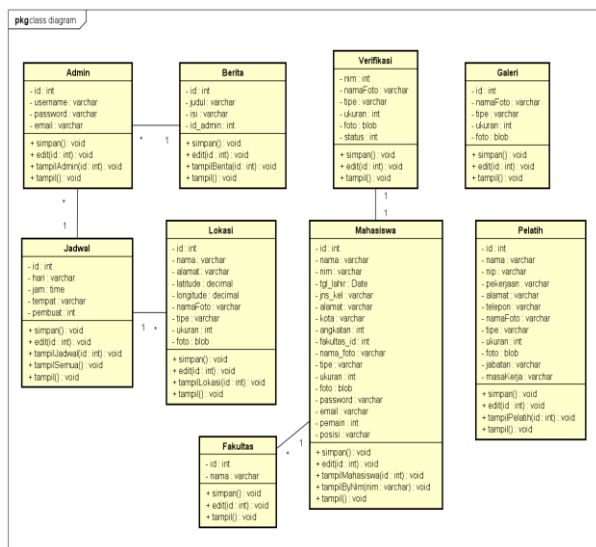 pkg class diagram
Admin
- id : int
- username : varchar
- password : varchar
- email : varchar
+ simpan() : void
+ edit(id : int) : void
+ tampilAdmin(id : int) : void
+ tampil() : void
*
1
Berita
- id : int
- judul : varchar
- isi : varchar
- id_admin : int
+ simpan() : void
+ edit(id : int) : void
+ tampilBerita(id : int) : void
+ tampil() : void
Verifikasi
- nim : int
- namaFoto : varchar
- tipe : varchar
- ukuran : int
- foto : blob
- status : int
+ simpan() : void
+ edit(id : int) : void
+ tampil() : void
Galeri
- id : int
- namaFoto : varchar
- tipe : varchar
- ukuran : int
- foto : blob
+ simpan() : void
+ edit(id : int) : void
+ tampil() : void
*
1
1
1
Jadwal
- id : int
- hari : varchar
- jam : time
- tempat : varchar
- pembuat : int
+ simpan() : void
+ edit(id : int) : void
+ tampilJadwal(id : int) : void
+ tampilSemua() : void
+ tampil() : void
1
*
Lokasi
- id : int
- nama : varchar
- alamat : varchar
- latitude : decimal
- longitude : decimal
- namaFoto : varchar
- tipe : varchar
- ukuran : int
- foto : blob
+ simpan() : void
+ edit(id : int) : void
+ tampilLokasi(id : int) : void
+ tampil() : void
Mahasiswa
- id : int
- nama : varchar
- nim : varchar
- tgl_lahir : Date
- jns_kel : varchar
- alamat : varchar
- kota : varchar
- angkatan : int
- fakultas_id : int
- nama_foto : varchar
- tipe : varchar
- ukuran : int
- foto : blob
- password : varchar
- email : varchar
- pemain : int
- posisi : varchar
+ simpan() : void
+ edit(id : int) : void
+ tampilMahasiswa(id : int) : void
+ tampilByNim(nim : varchar) : void
+ tampil() : void
Pelatih
- id : int
- nama : varchar
- nip : varchar
- pekerjaan : varchar
- alamat : varchar
- telepon : varchar
- namaFoto : varchar
- tipe : varchar
- ukuran : int
- foto : blob
- jabatan : varchar
- masaKerja : varchar
+ simpan() : void
+ edit(id : int) : void
+ tampilPelatih(id : int) : void
+ tampil() : void
1
*
Fakultas
- id : int
- nama : varchar
+ simpan() : void
+ edit(id : int) : void
+ tampil() : void